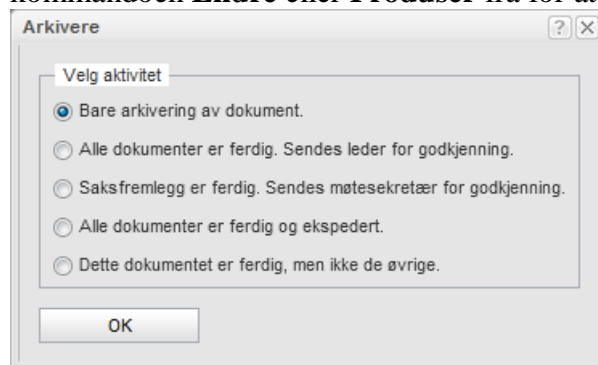 kommandoen Endre eller Produser fra for at
Arkivere
Velg aktivitet
Bare arkivering av dokument.
Alle dokumenter er ferdig. Sendes leder for godkjenning.
Saksfremlegg er ferdig. Sendes møtesekretær for godkjenning.
Alle dokumenter er ferdig og ekspedert.
Dette dokumentet er ferdig, men ikke de øvrige.
OK